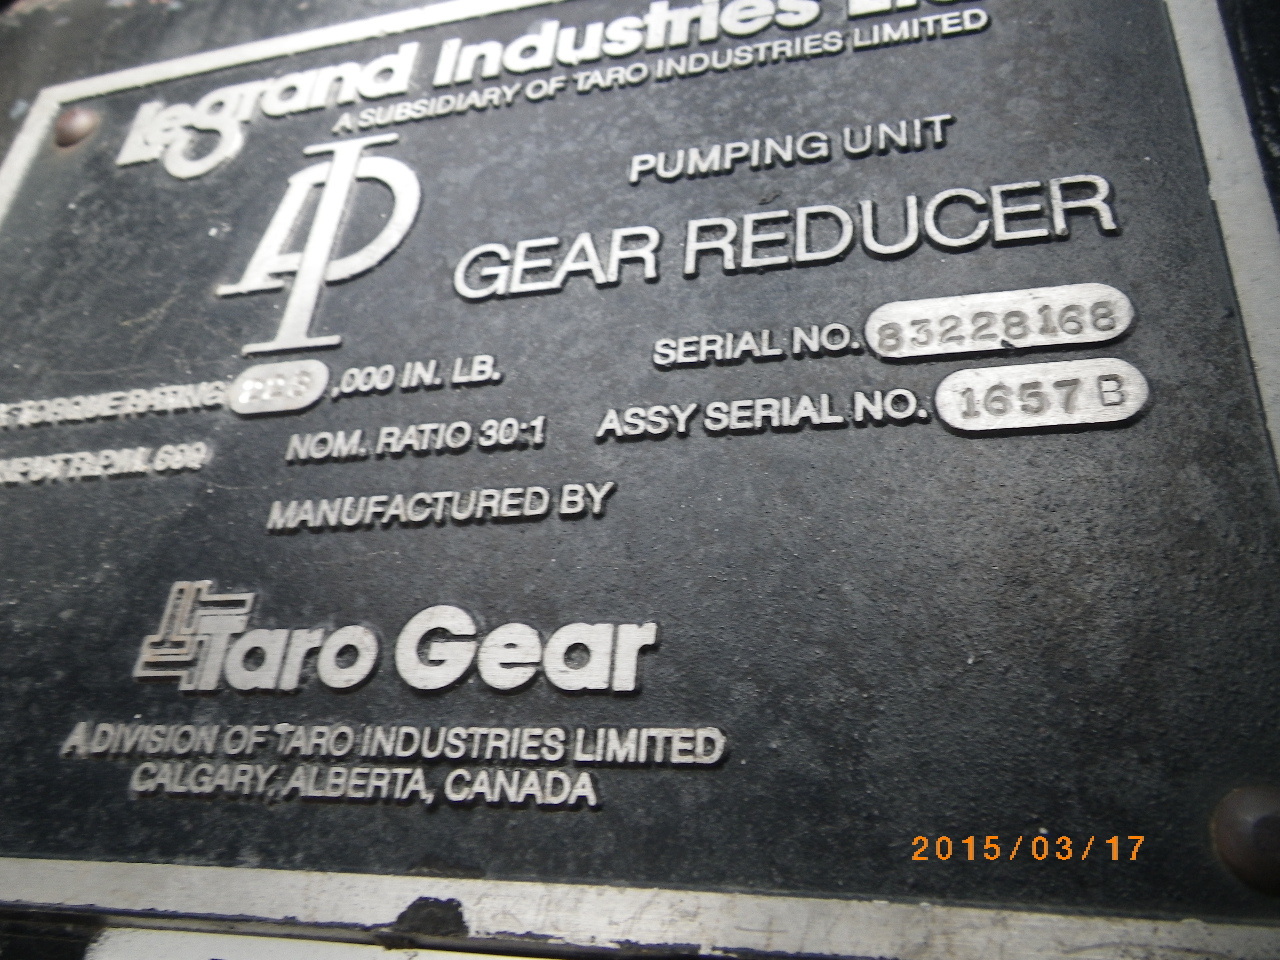 Legrand Industries
A SUBSIDIARY OF TARO INDUSTRIES LIMITED
PUMPING UNIT
GEAR REDUCER
SERIAL NO. 83228168
,000 IN. LB.
ASSY SERIAL NO. 1657 B
NOM. RATIO 30:1
MANUFACTURED BY
Taro Gear
A DIVISION OF TARO INDUSTRIES LIMITED
CALGARY, ALBERTA, CANADA
2015/03/17